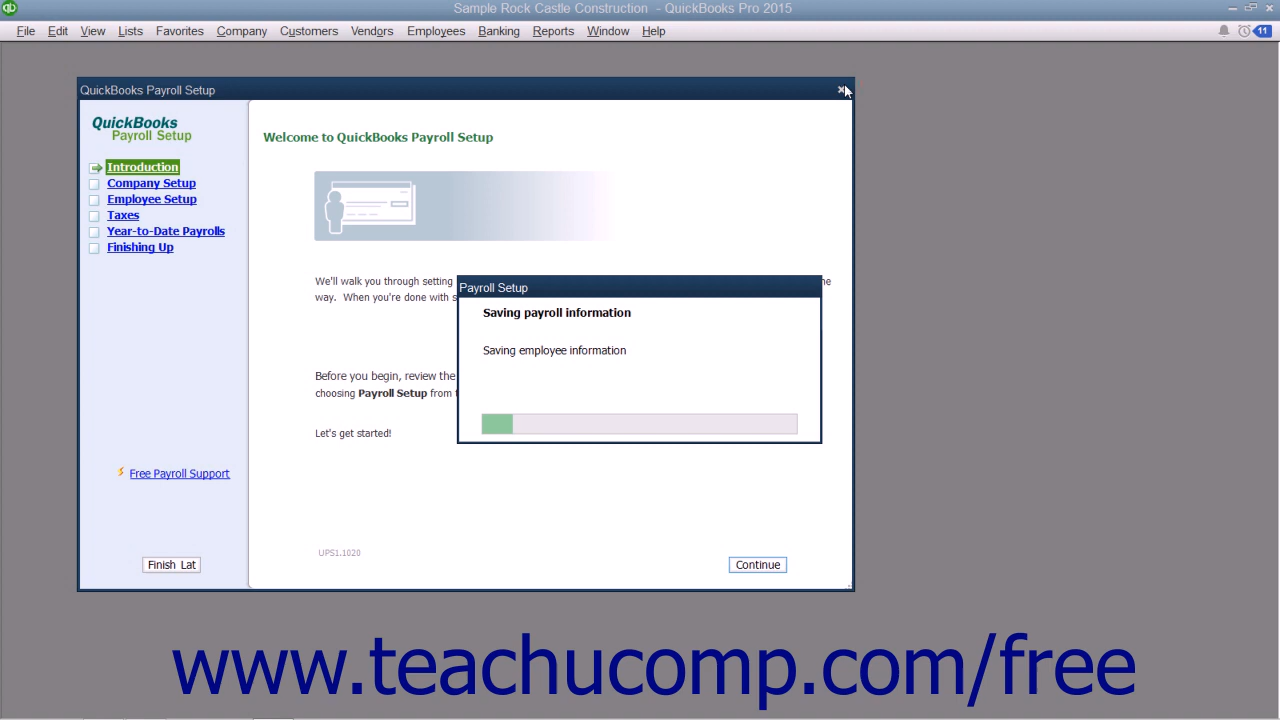 Sample Rock Castle Construction - QuickBooks Pro 2015
File Edit View Lists Favorites Company Customers Vendors Employees Banking Reports Window Help
11
QuickBooks Payroll Setup
QuickBooks
Payroll Setup
Introduction
Company Setup
Employee Setup
Taxes
Year-to-Date Payrolls
Finishing Up
Free Payroll Support
Finish Lat
Welcome to QuickBooks Payroll Setup
We'll walk you through setting
way. When you're done with s
Before you begin, review the
choosing Payroll Setup from
Let's get started!
UPS1.1020
Continue
Payroll Setup
Saving payroll information
Saving employee information
www.teachucomp.com/free